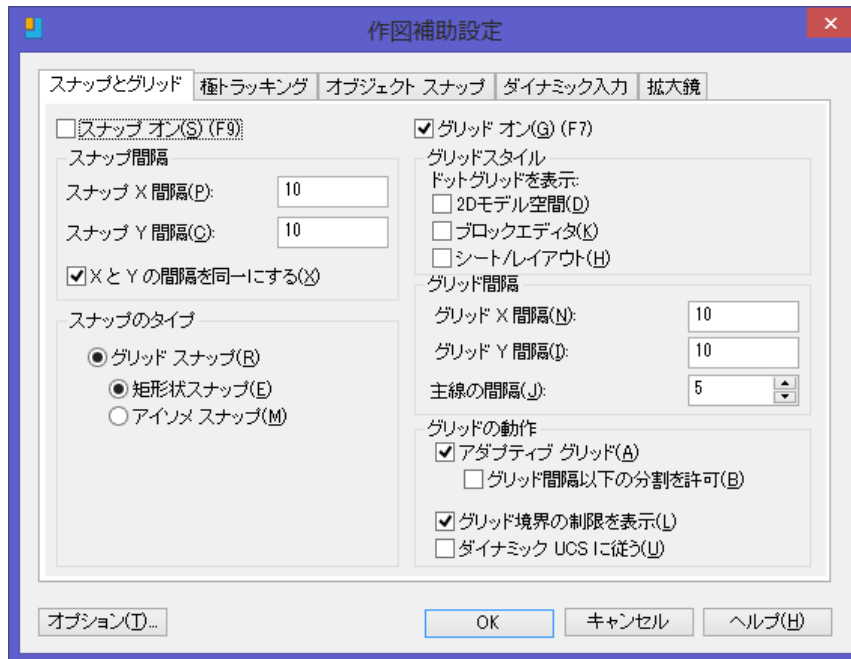 作図補助設定
スナップとグリッド 極トラッキング オブジェクト スナップ ダイナミック入力 拡大鏡
スナップ オン(S) (F9)
スナップ間隔
スナップ X 間隔(P): 10
スナップ Y 間隔(C): 10
X と Y の間隔を同一にする(X)
スナップのタイプ
グリッド スナップ(R)
矩形状スナップ(E)
アイソメ スナップ(M)
グリッド オン(G) (F7)
グリッドスタイル
ドットグリッドを表示:
2Dモデル空間(D)
ブロックエディタ(K)
シート/レイアウト(H)
グリッド間隔
グリッド X 間隔(N): 10
グリッド Y 間隔(I): 10
主線の間隔(J): 5
グリッドの動作
アダプティブ グリッド(A)
グリッド間隔以下の分割を許可(B)
グリッド境界の制限を表示(L)
ダイナミック UCS に従う(U)
オプション(T)... OK キャンセル ヘルプ(H)